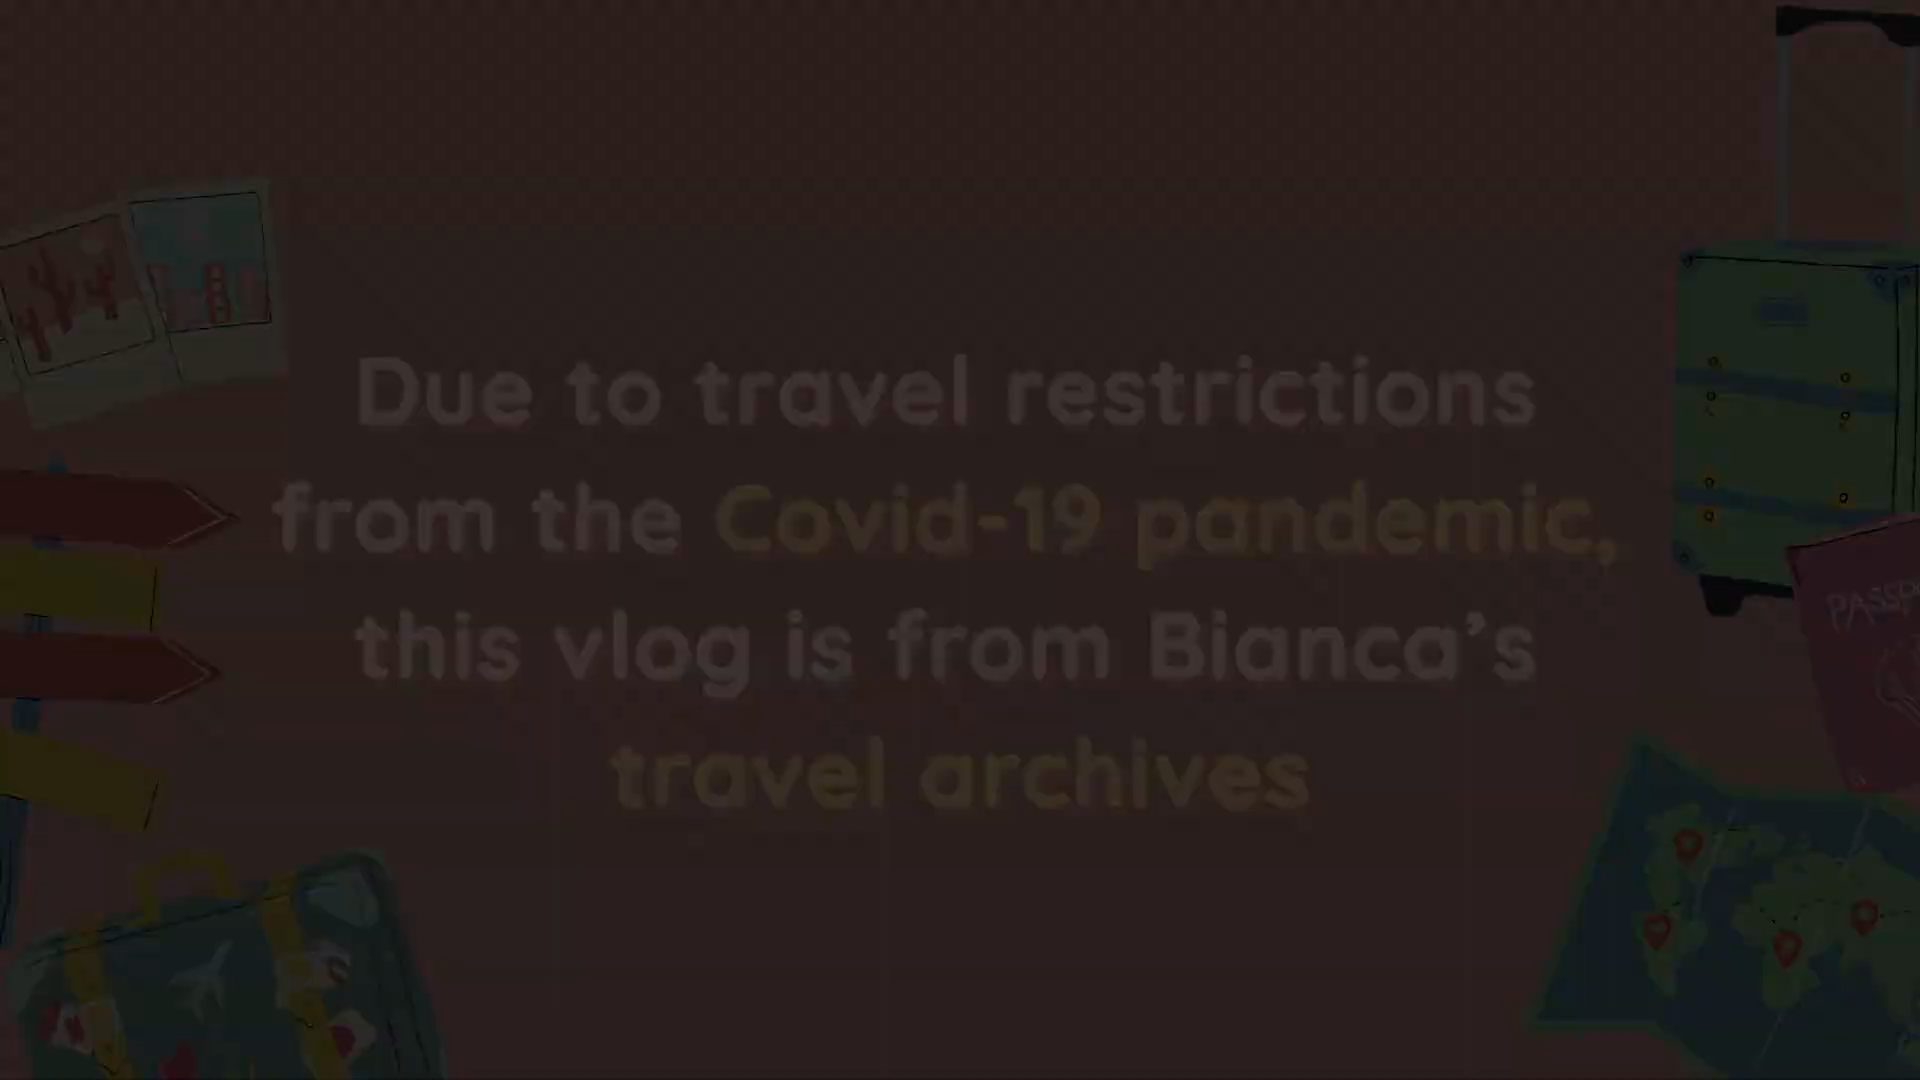 Due to travel restrictions
from the Covid-19 pandemic,
this vlog is from Bianca's
travel archives